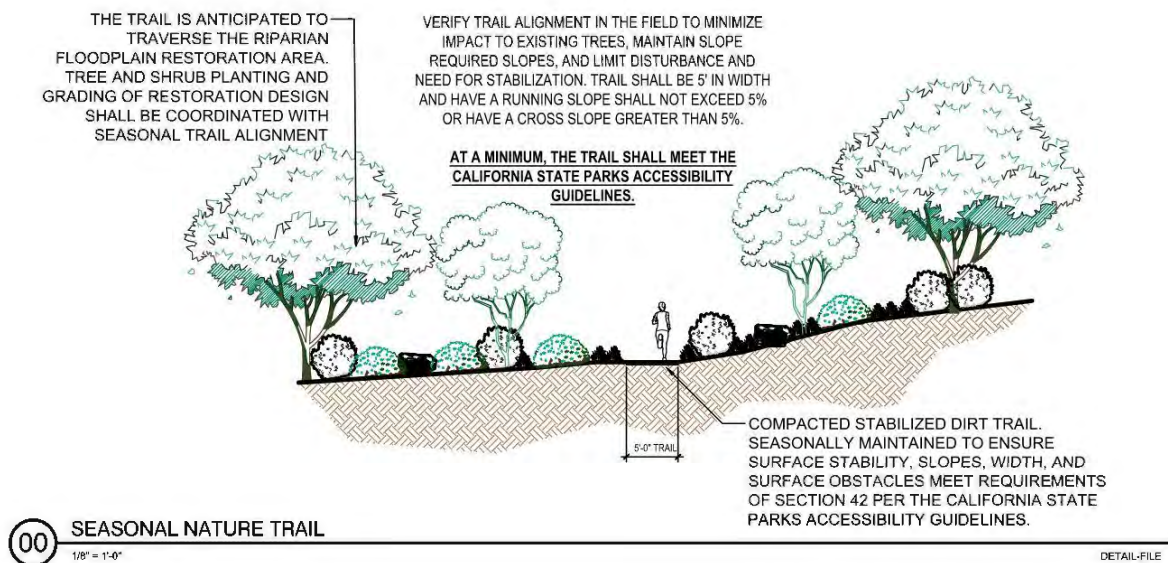 THE TRAIL IS ANTICIPATED TO
TRAVERSE THE RIPARIAN
FLOODPLAIN RESTORATION AREA.
TREE AND SHRUB PLANTING AND
GRADING OF RESTORATION DESIGN
SHALL BE COORDINATED WITH
SEASONAL TRAIL ALIGNMENT
VERIFY TRAIL ALIGNMENT IN THE FIELD TO MINIMIZE
IMPACT TO EXISTING TREES, MAINTAIN SLOPE
REQUIRED SLOPES, AND LIMIT DISTURBANCE AND
NEED FOR STABILIZATION. TRAIL SHALL BE 5' IN WIDTH
AND HAVE A RUNNING SLOPE SHALL NOT EXCEED 5%
OR HAVE A CROSS SLOPE GREATER THAN 5%.
AT A MINIMUM, THE TRAIL SHALL MEET THE
CALIFORNIA STATE PARKS ACCESSIBILITY
GUIDELINES.
5'-0" TRAIL
COMPACTED STABILIZED DIRT TRAIL.
SEASONALLY MAINTAINED TO ENSURE
SURFACE STABILITY, SLOPES, WIDTH, AND
SURFACE OBSTACLES MEET REQUIREMENTS
OF SECTION 42 PER THE CALIFORNIA STATE
PARKS ACCESSIBILITY GUIDELINES.
00 SEASONAL NATURE TRAIL
1/8" = 1'-0"
DETAIL-FILE